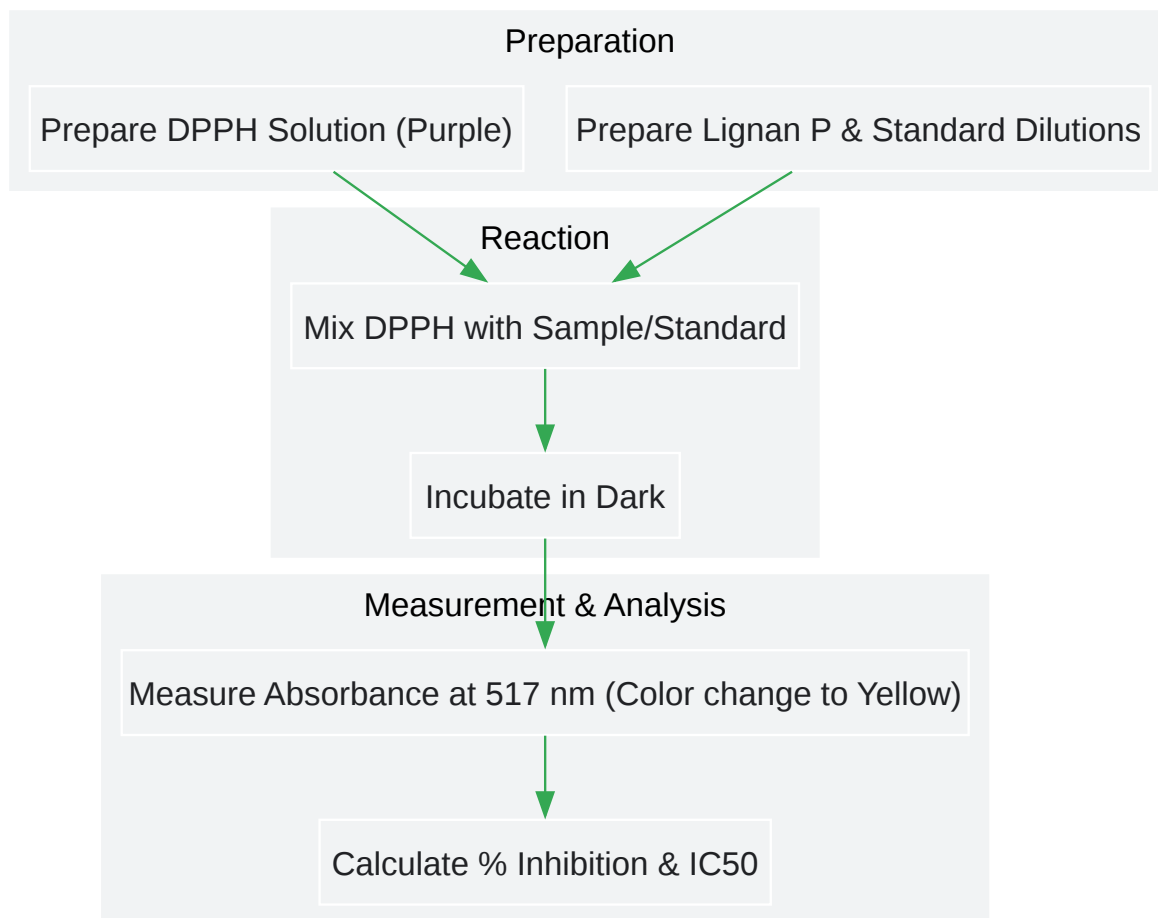 Preparation
Prepare DPPH Solution (Purple)
Prepare Lignan P & Standard Dilutions
Reaction
Mix DPPH with Sample/Standard
Incubate in Dark
Measurement & Analysis
Measure Absorbance at 517 nm (Color change to Yellow)
Calculate % Inhibition & IC50